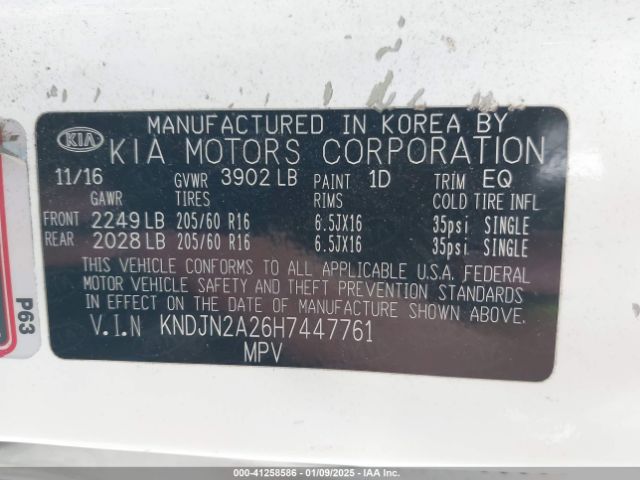 MANUFACTURED IN KOREA BY
KIA KIA MOTORS CORPORATION
11/16 GVWR 3902 LB PAINT 1D TRIM EQ
GAWR TIRES RIMS COLD TIRE INFL
FRONT 2249 LB 205/60 R16 6.5JX16 35psi SINGLE
REAR 2028 LB 205/60 R16 6.5JX16 35psi SINGLE
THIS VEHICLE CONFORMS TO ALL APPLICABLE U.S.A. FEDERAL
MOTOR VEHICLE SAFETY AND THEFT PREVENTION STANDARDS
IN EFFECT ON THE DATE OF MANUFACTURE SHOWN ABOVE.
V.I.N KNDJN2A26H7447761
MPV
P63
000-41258586 - 01/09/2025 - IAAI.COM